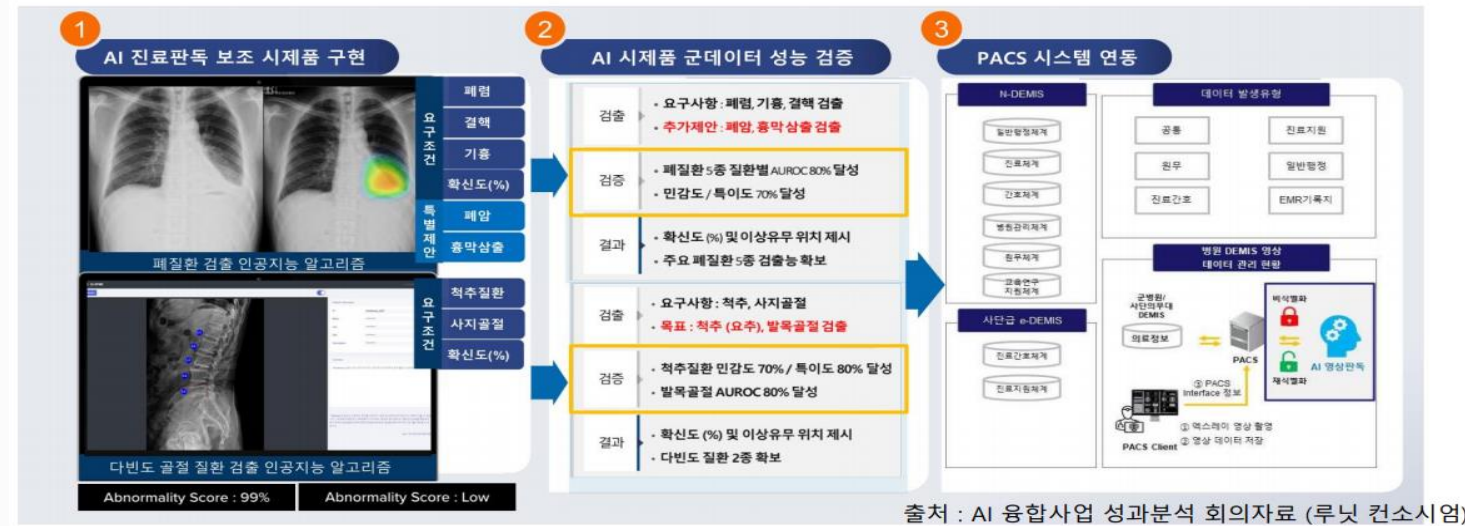 1
AI 진료판독 보조 시제품 구현
요구조건
폐렴
결핵
기흉
확신도(%)
특별제안
폐암
흉막삼출
폐질환 검출 인공지능 알고리즘
요구조건
척추질환
사지골절
확신도(%)
다빈도 골절 질환 검출 인공지능 알고리즘
Abnormality Score : 99%
Abnormality Score : Low
2
AI 시제품 군데이터 성능 검증
검출
• 요구사항 : 폐렴, 기흉, 결핵 검출
• 추가제안 : 폐암, 흉막삼출 검출
검증
• 폐질환 5종 질환별 AUROC 80% 달성
• 민감도 / 특이도 70% 달성
결과
• 확신도 (%) 및 이상유무 위치 제시
• 주요 폐질환 5종 검출능 확보
검출
• 요구사항 : 척추, 사지골절
• 목표 : 척추 (요추), 발목골절 검출
검증
• 척추질환 민감도 70% / 특이도 80% 달성
• 발목골절 AUROC 80% 달성
결과
• 확신도 (%) 및 이상유무 위치 제시
• 다빈도 질환 2종 확보
3
PACS 시스템 연동
N-DEMIS
일반행정체계
진료체계
간호체계
병원관리체계
원무체계
교육연구
지원체계
사단급 e-DEMIS
진료간호체계
진료지원체계
데이터 발생유형
공통
진료지원
원무
일반행정
진료간호
EMR기록지
병원 DEMIS 영상
데이터 관리 현황
군병원/
사단의무대
DEMIS
의료정보
PACS
비식별화
재식별화
AI 영상판독
③ PACS
Interface 정보
PACS Client
① 엑스레이 영상 촬영
② 영상 데이터 저장
출처 : AI 융합사업 성과분석 회의자료 (루닛 컨소시엄)